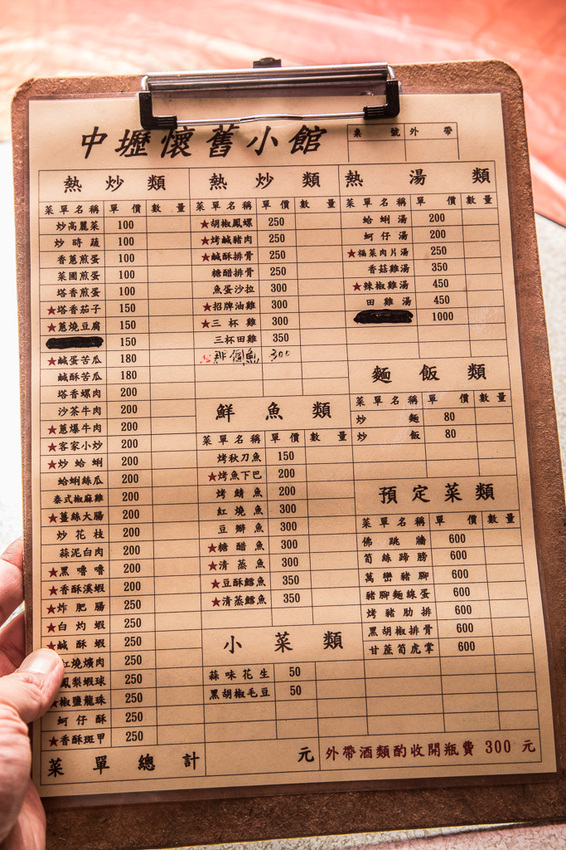 中壢懷舊小館
桌號 外帶
熱炒類
菜單名稱 單價 數量
炒高麗菜 100
炒時蔬 100
香蔥煎蛋 100
菜圃煎蛋 100
塔香煎蛋 100
★塔香茄子 150
★蔥燒豆腐 150
150
★鹹蛋苦瓜 180
鹹酥苦瓜 180
塔香螺肉 200
沙茶牛肉 200
★蔥爆牛肉 200
★客家小炒 200
★炒蛤蜊 200
蛤蜊絲瓜 200
泰式椒麻雞 200
★薑絲大腸 200
炒花枝 200
蒜泥白肉 200
★黑嚕嚕 200
★香酥溪蝦 200
★炸肥腸 250
★白灼蝦 250
★鹹酥蝦 250
紅燒爌肉 250
鳳梨蝦球 250
★椒鹽龍珠 250
蚵仔酥 250
★香酥斑甲 250
熱炒類
菜單名稱 單價 數量
★胡椒鳳螺 250
★烤鹹豬肉 250
★鹹酥排骨 250
糖醋排骨 250
魚蛋沙拉 300
★招牌油雞 300
★三杯雞 300
三杯田雞 350
那個魚 300
鮮魚類
菜單名稱 單價 數量
烤秋刀魚 150
★烤魚下巴 200
烤鯖魚 200
紅燒魚 300
豆瓣魚 300
★糖醋魚 300
★清蒸魚 300
★豆酥鱈魚 350
★清蒸鱈魚 350
小菜類
蒜味花生 50
黑胡椒毛豆 50
熱湯類
菜單名稱 單價 數量
蛤蜊湯 200
蚵仔湯 200
★福菜肉片湯 250
香菇雞湯 350
★辣椒雞湯 450
田雞湯 450
1000
麵飯類
菜單名稱 單價 數量
炒麵 80
炒飯 80
預定菜類
菜單名稱 單價 數量
佛跳牆 600
筍絲蹄膀 600
萬巒豬腳 600
豬腳麵線蛋 600
烤豬肋排 600
黑胡椒排骨 600
甘蔗筍虎掌 600
菜單總計 元
外帶酒類酌收開瓶費 300 元